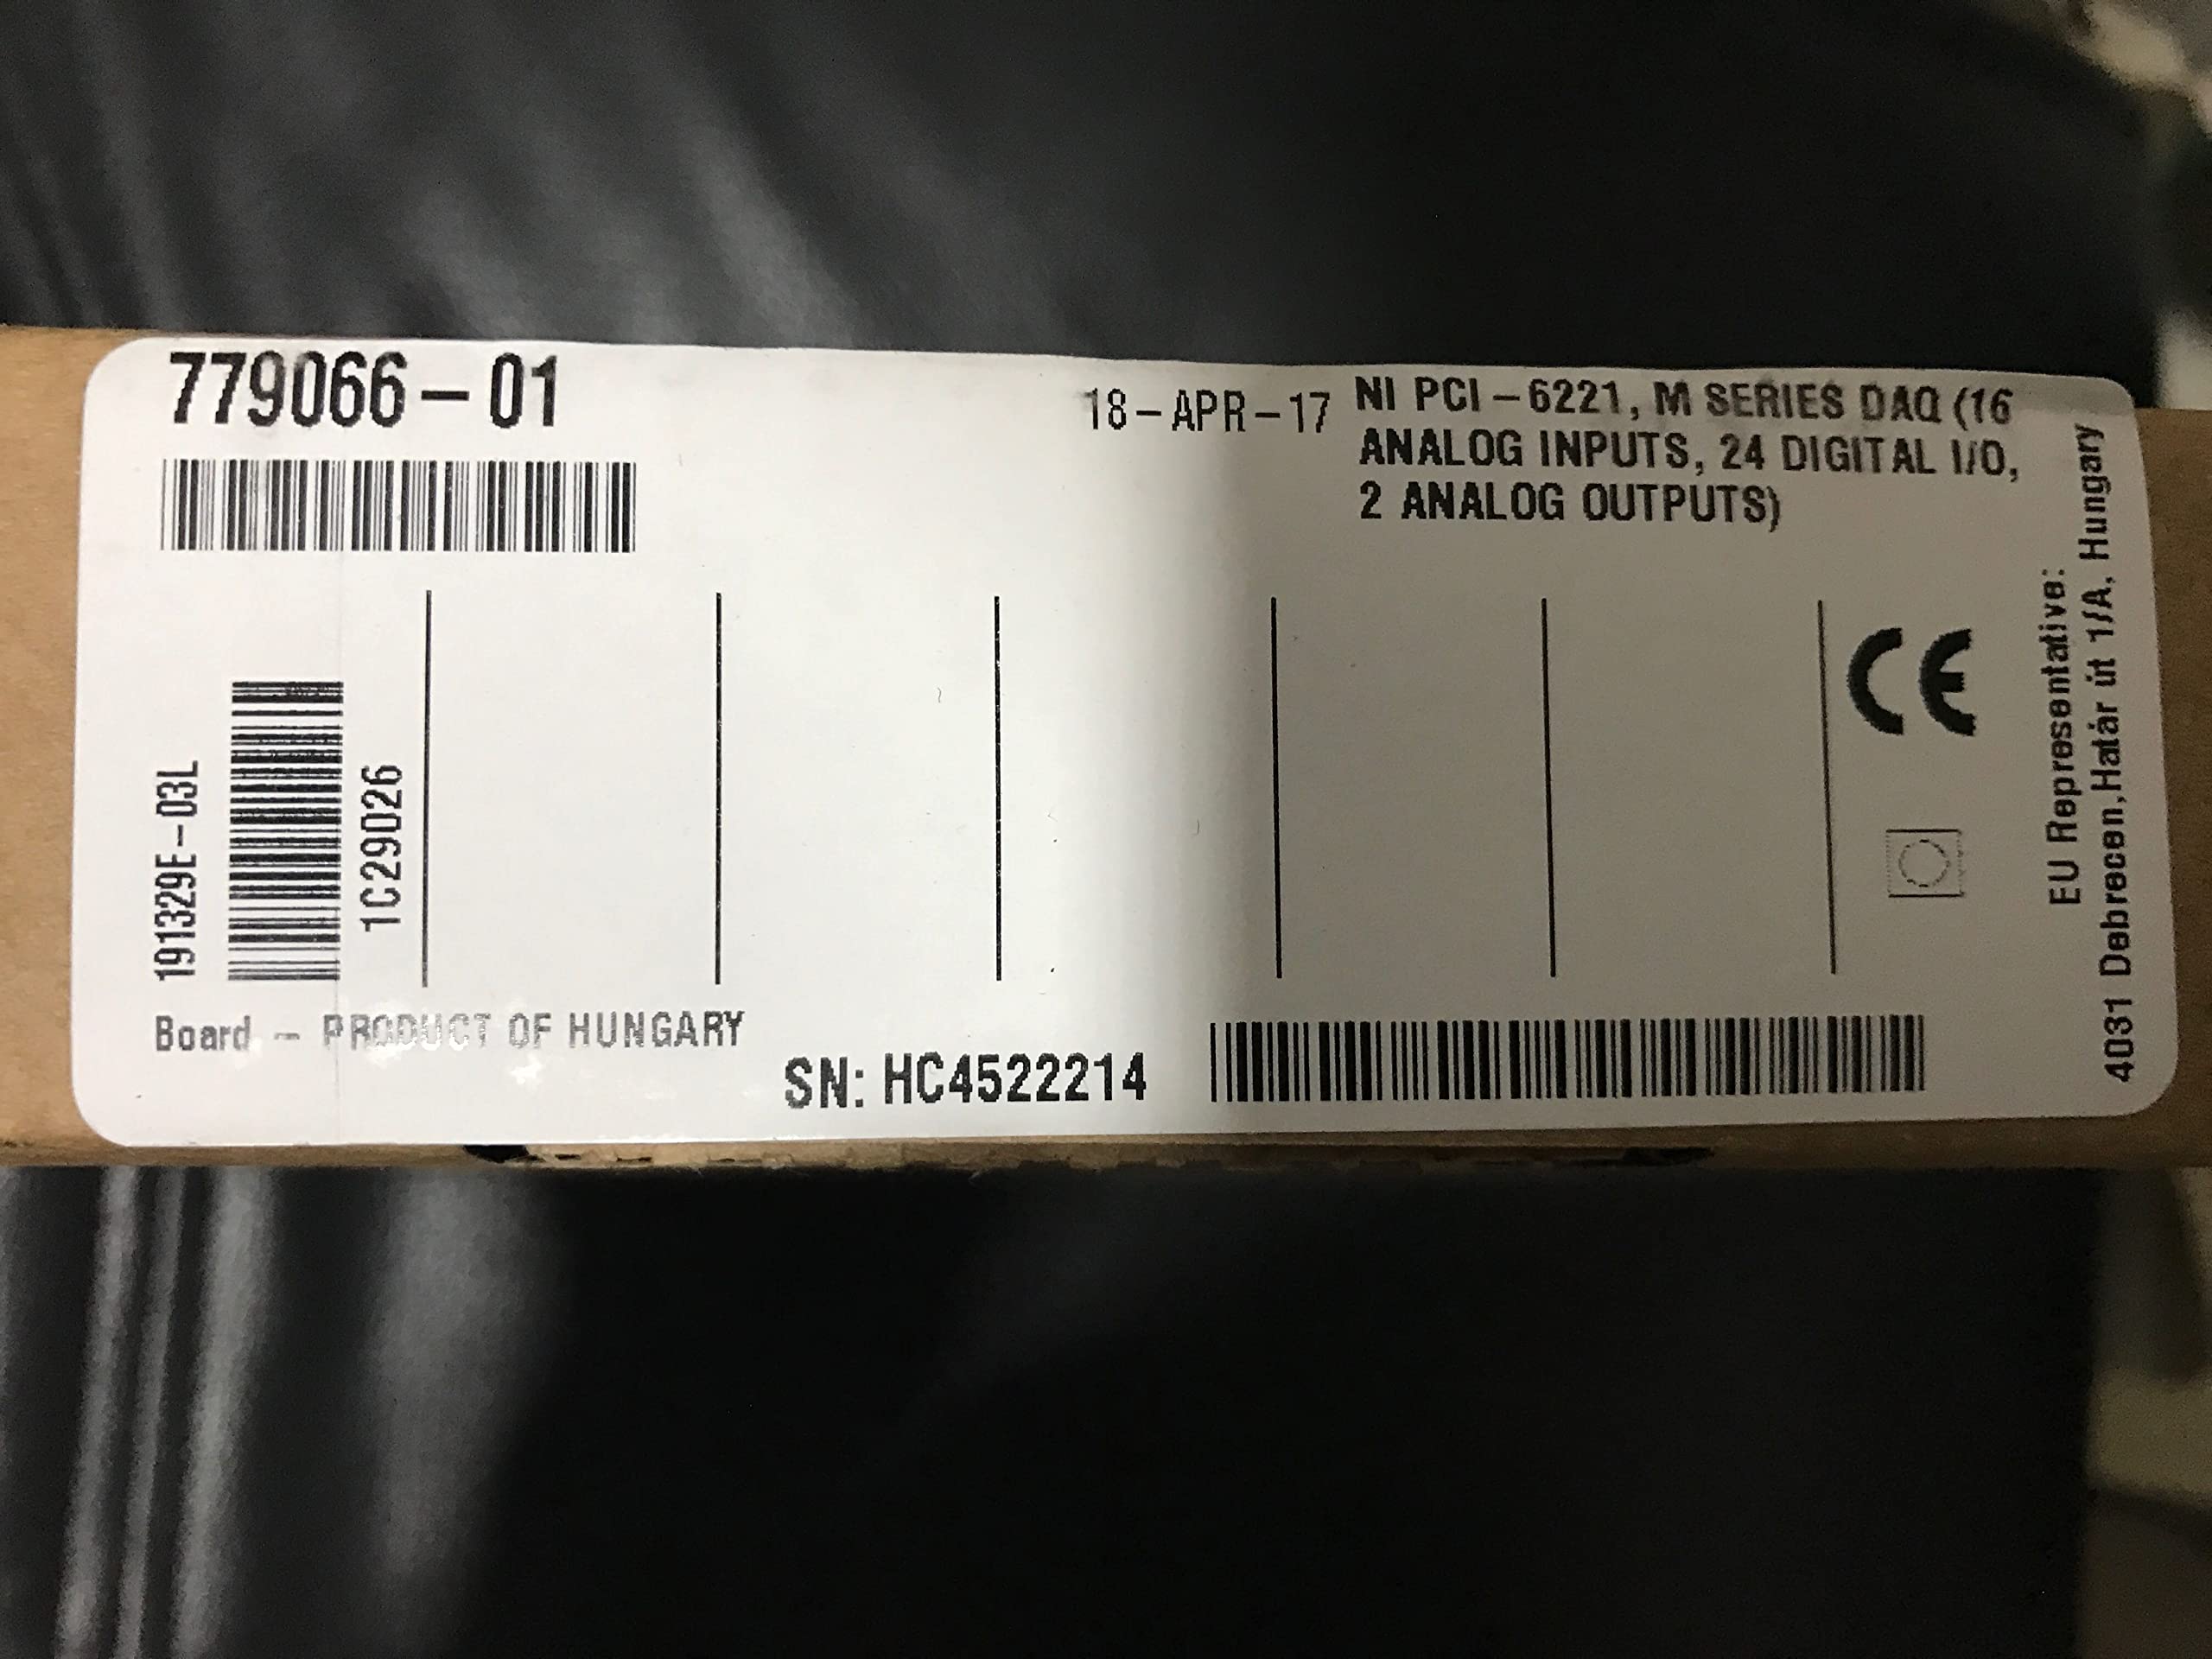 779066-01
18-APR-17
NI PCI-6221, M SERIES DAQ (16
ANALOG INPUTS, 24 DIGITAL I/O,
2 ANALOG OUTPUTS)
191329E-03L
1C29026
CE
EU Representative:
4031 Debrecen,Határ út 1/A, Hungary
Board - PRODUCT OF HUNGARY
SN: HC4522214